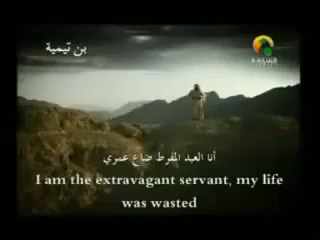 بن تيمية
أنا العبد المفرط ضاع عمري
I am the extravagant servant, my life
was wasted